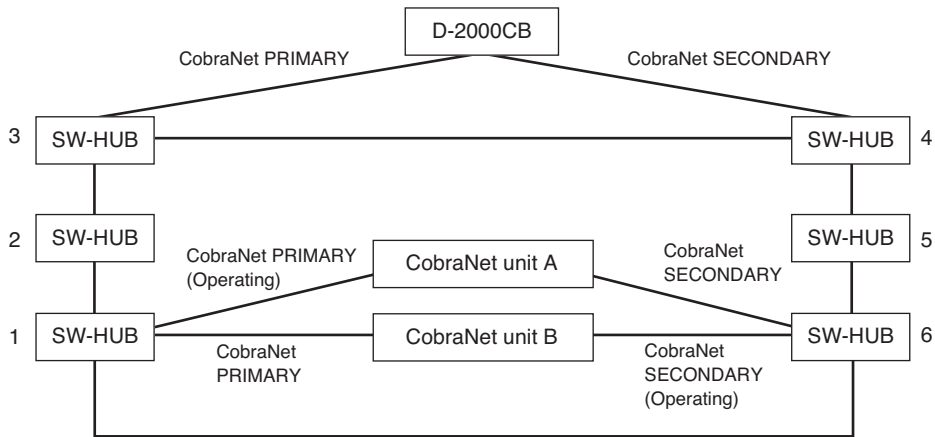 D-2000CB
CobraNet PRIMARY
CobraNet SECONDARY
3
SW-HUB
SW-HUB
4
2
SW-HUB
SW-HUB
5
CobraNet PRIMARY
(Operating)
CobraNet unit A
CobraNet
SECONDARY
1
SW-HUB
CobraNet unit B
SW-HUB
6
CobraNet
PRIMARY
CobraNet
SECONDARY
(Operating)